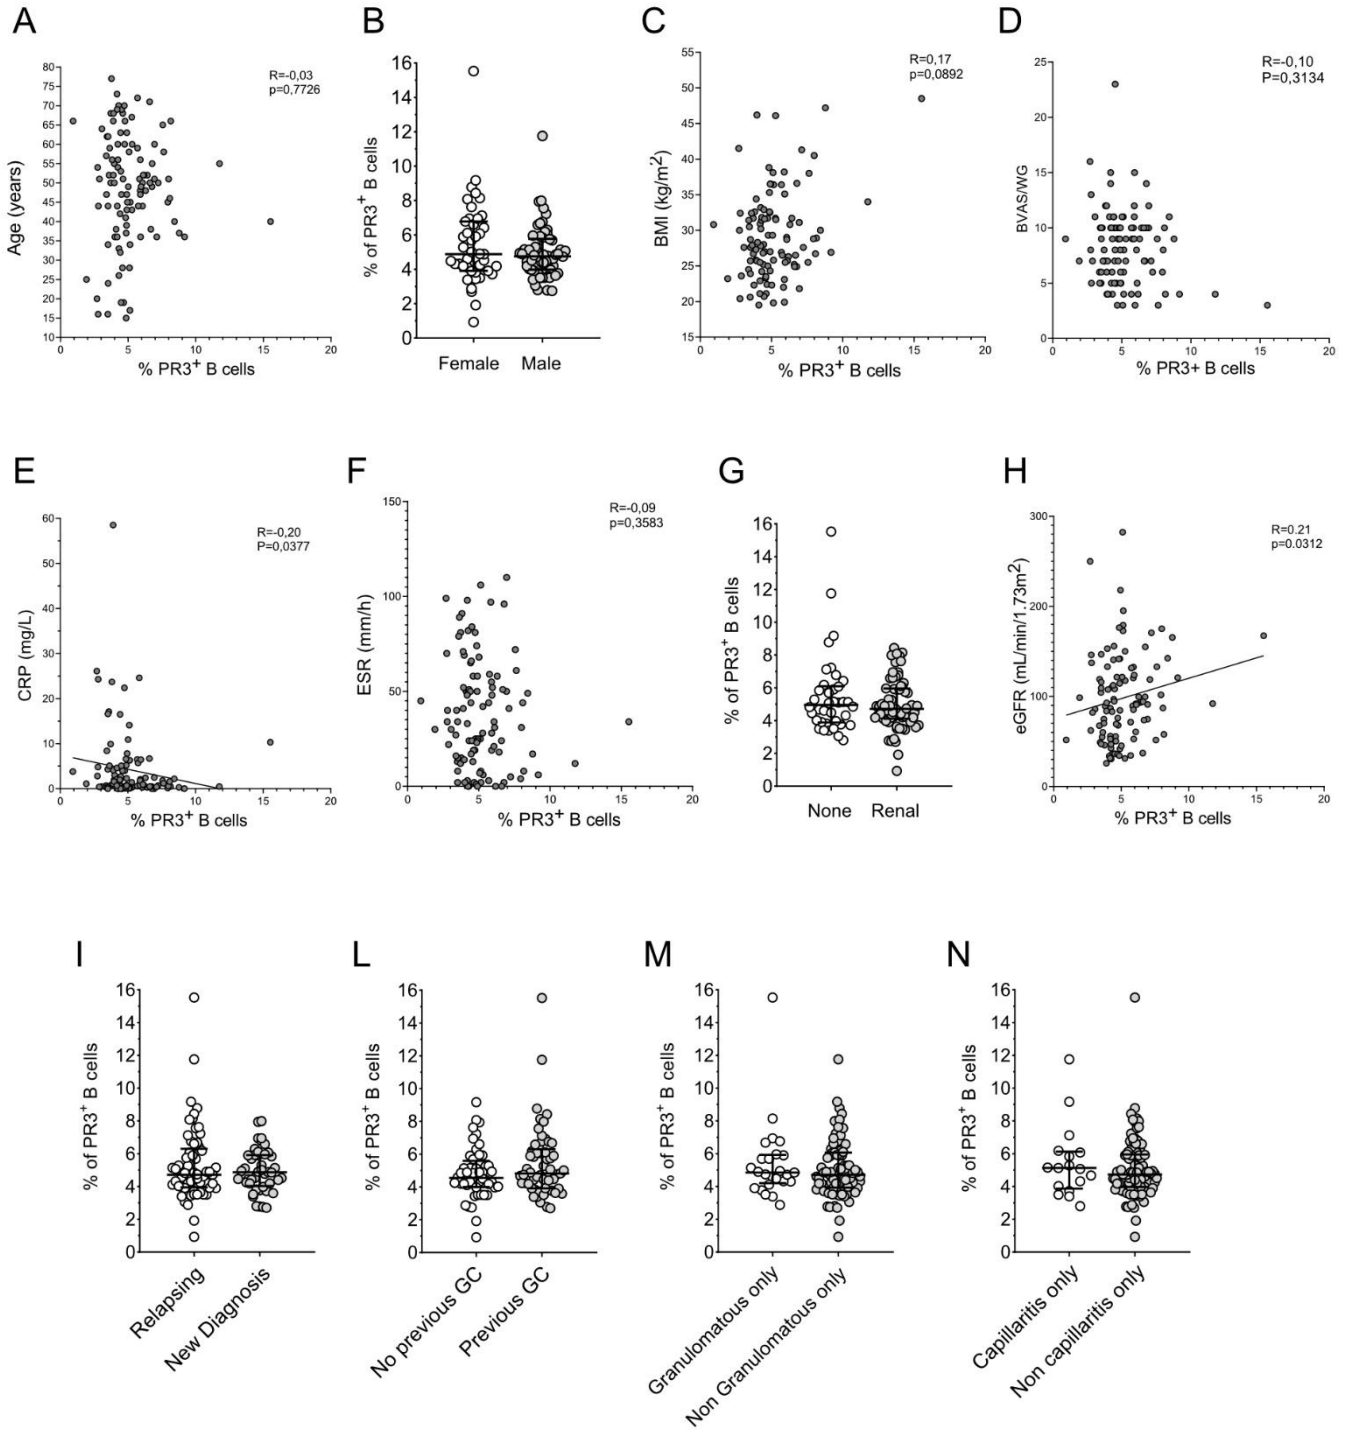 A
R=-0,03
p=0,7726
80
75
70
65
60
55
50
45
40
35
30
25
20
15
10
Age (years)
0 5 10 15 20
% PR3+ B cells
B
16
14
12
10
8
6
4
2
0
% of PR3+ B cells
Female Male
C
R=0,17
p=0,0892
55
50
45
40
35
30
25
20
15
BMI (kg/m2)
0 5 10 15 20
% PR3+ B cells
D
R=-0,10
P=0,3134
25
20
15
10
5
0
BVAS/WG
0 5 10 15 20
% PR3+ B cells
E
R=-0,20
P=0,0377
60
50
40
30
20
10
0
CRP (mg/L)
0 5 10 15 20
% PR3+ B cells
F
R=-0,09
p=0,3583
150
100
50
0
ESR (mm/h)
0 5 10 15 20
% PR3+ B cells
G
16
14
12
10
8
6
4
2
0
% of PR3+ B cells
None Renal
H
R=0.21
p=0.0312
300
200
100
0
eGFR (mL/min/1.73m2)
0 5 10 15 20
% PR3+ B cells
I
16
14
12
10
8
6
4
2
0
% of PR3+ B cells
Relapsing
New Diagnosis
L
16
14
12
10
8
6
4
2
0
% of PR3+ B cells
No previous GC
Previous GC
M
16
14
12
10
8
6
4
2
0
% of PR3+ B cells
Granulomatous only
Non Granulomatous only
N
16
14
12
10
8
6
4
2
0
% of PR3+ B cells
Capillaritis only
Non capillaritis only